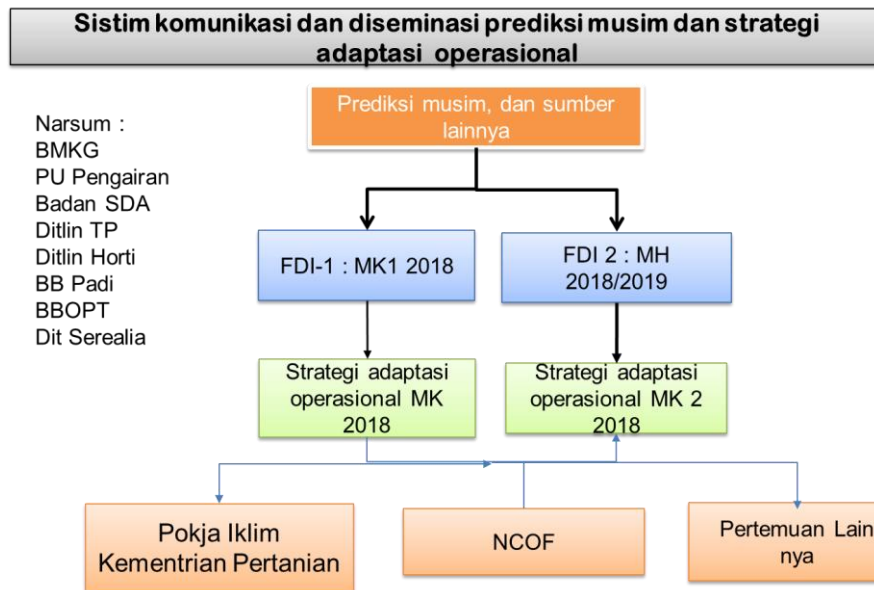 Sistim komunikasi dan diseminasi prediksi musim dan strategi
adaptasi operasional
Prediksi musim, dan sumber
lainnya
Narsum :
BMKG
PU Pengairan
Badan SDA
Ditlin TP
Ditlin Horti
BB Padi
BBOPT
Dit Serealia
FDI-1 : MK1 2018
FDI 2 : MH
2018/2019
Strategi adaptasi
operasional MK
2018
Strategi adaptasi
operasional MK 2
2018
Pokja Iklim
Kementrian Pertanian
NCOF
Pertemuan Lain
nya